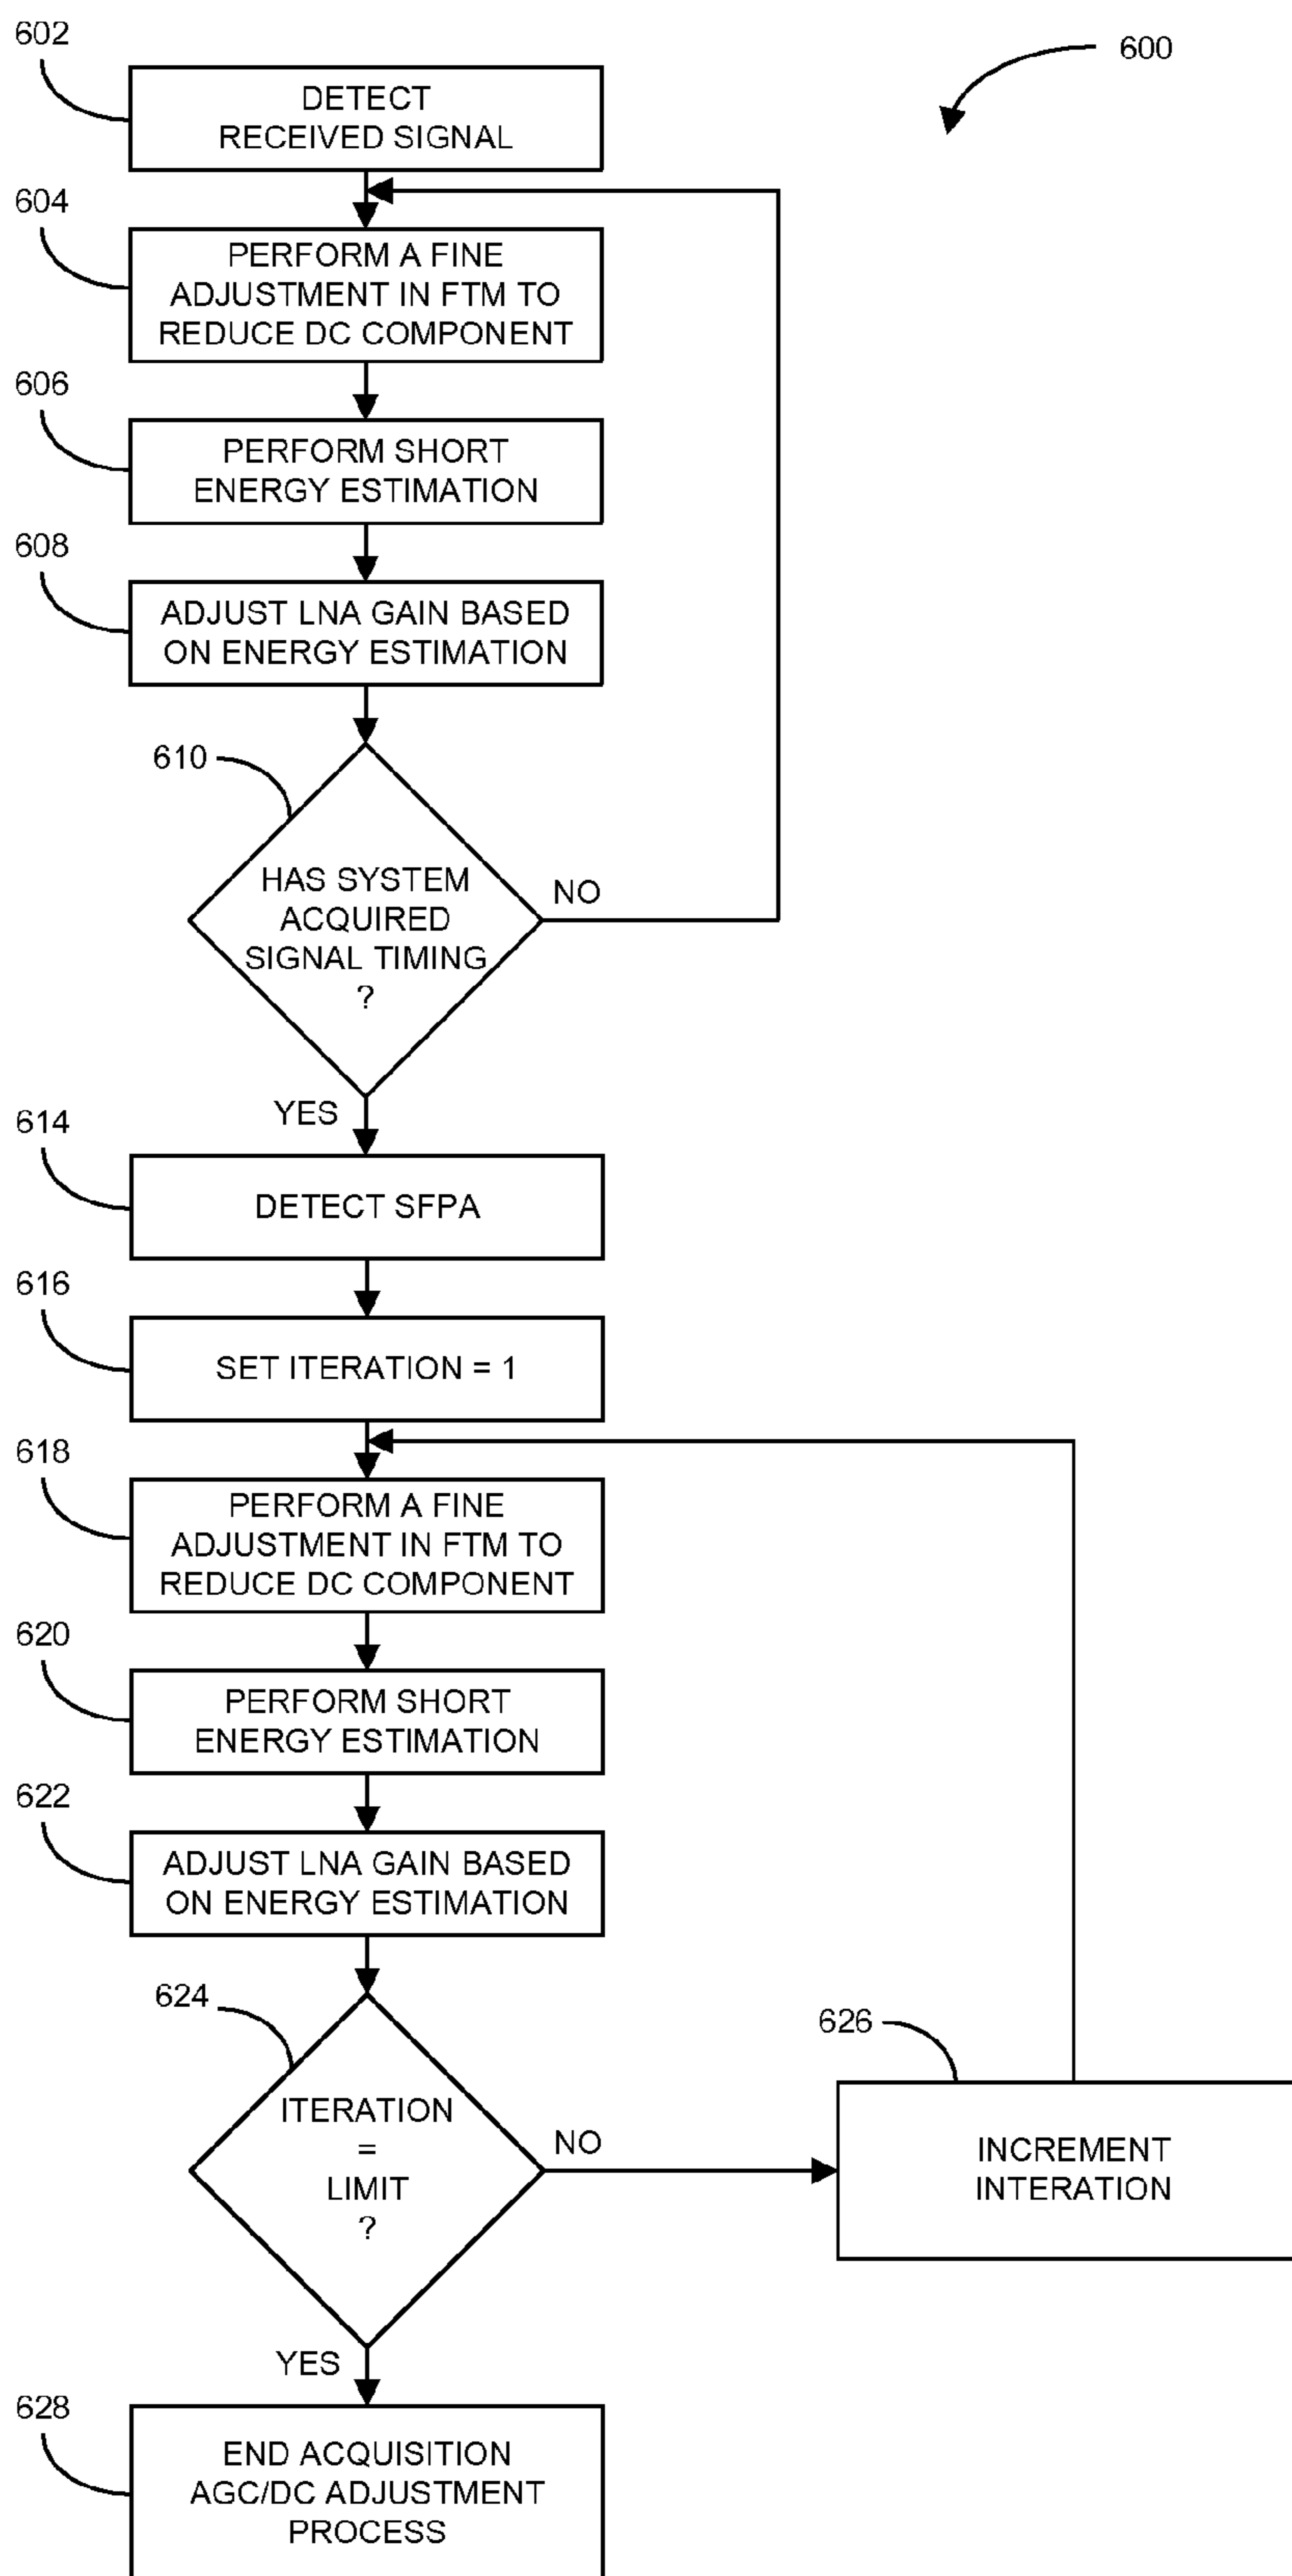 602
600
DETECT
RECEIVED SIGNAL
604
PERFORM A FINE
ADJUSTMENT IN FTM TO
REDUCE DC COMPONENT
606
PERFORM SHORT
ENERGY ESTIMATION
608
ADJUST LNA GAIN BASED
ON ENERGY ESTIMATION
610
HAS SYSTEM
ACQUIRED
SIGNAL TIMING
?
NO
YES
614
DETECT SFPA
616
SET ITERATION = 1
618
PERFORM A FINE
ADJUSTMENT IN FTM TO
REDUCE DC COMPONENT
620
PERFORM SHORT
ENERGY ESTIMATION
622
ADJUST LNA GAIN BASED
ON ENERGY ESTIMATION
624
ITERATION
=
LIMIT
?
NO
626
INCREMENT
INTERATION
YES
628
END ACQUISITION
AGC/DC ADJUSTMENT
PROCESS